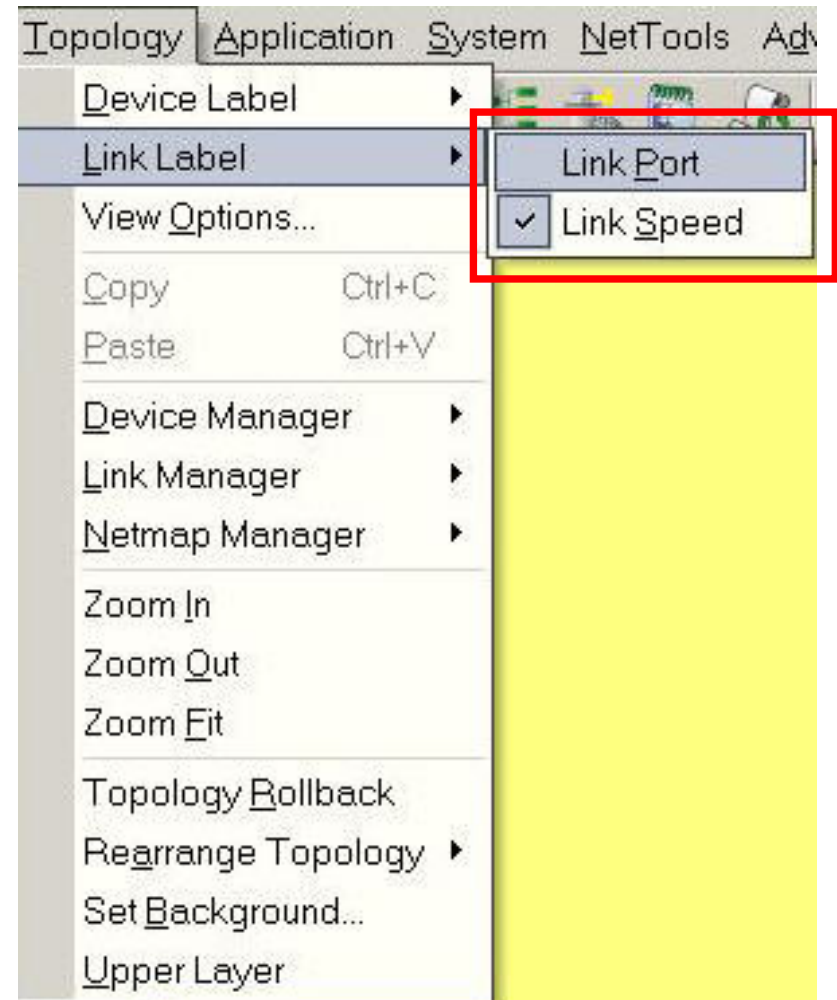 Topology Application System NetTools Adv
Device Label
Link Label
Link Port
Link Speed
View Options...
Copy Ctrl+C
Paste Ctrl+V
Device Manager
Link Manager
Netmap Manager
Zoom In
Zoom Out
Zoom Fit
Topology Rollback
Rearrange Topology
Set Background...
Upper Layer